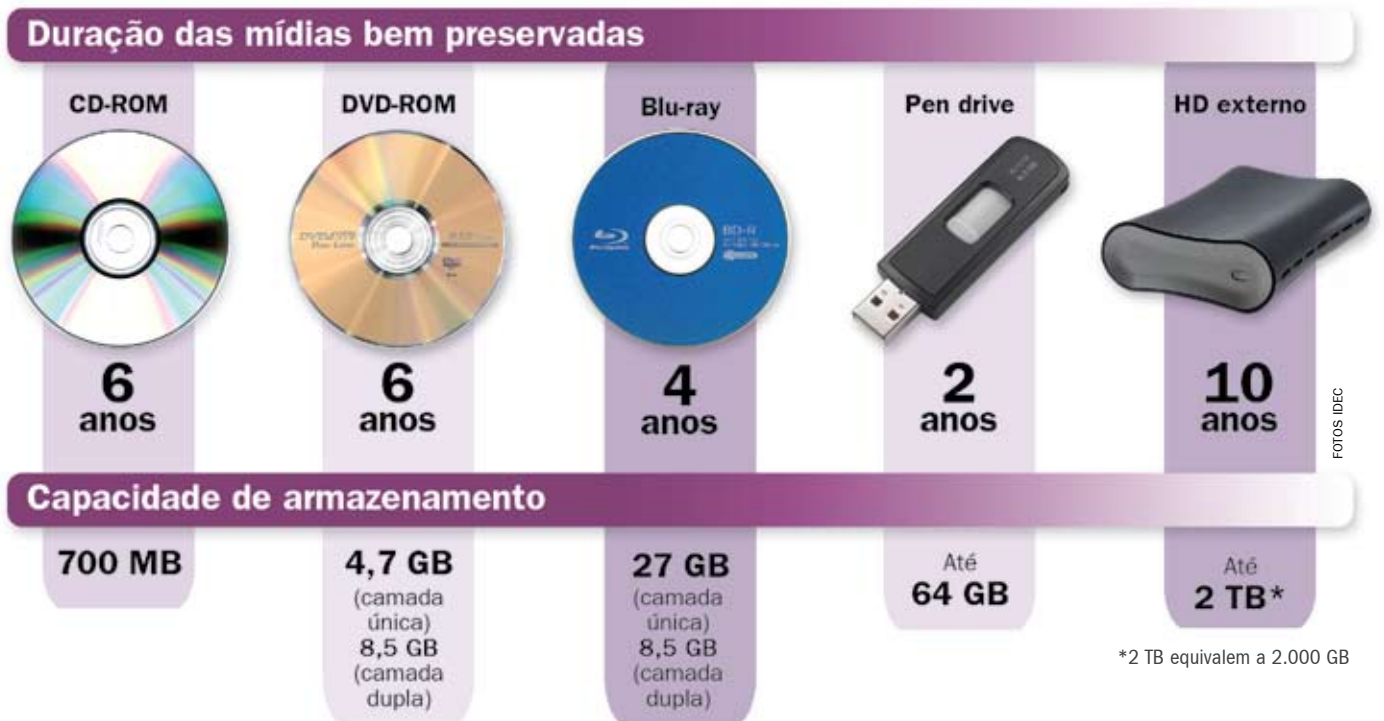 Duração das mídias bem preservadas
CD-ROM
DVD-ROM
Blu-ray
Pen drive
HD externo
BD-R
6
anos
6
anos
4
anos
2
anos
10
anos
FOTOS IDEC
Capacidade de armazenamento
700 MB
4,7 GB
(camada
única)
8,5 GB
(camada
dupla)
27 GB
(camada
única)
8,5 GB
(camada
dupla)
Até
64 GB
Até
2 TB*
*2 TB equivalem a 2.000 GB